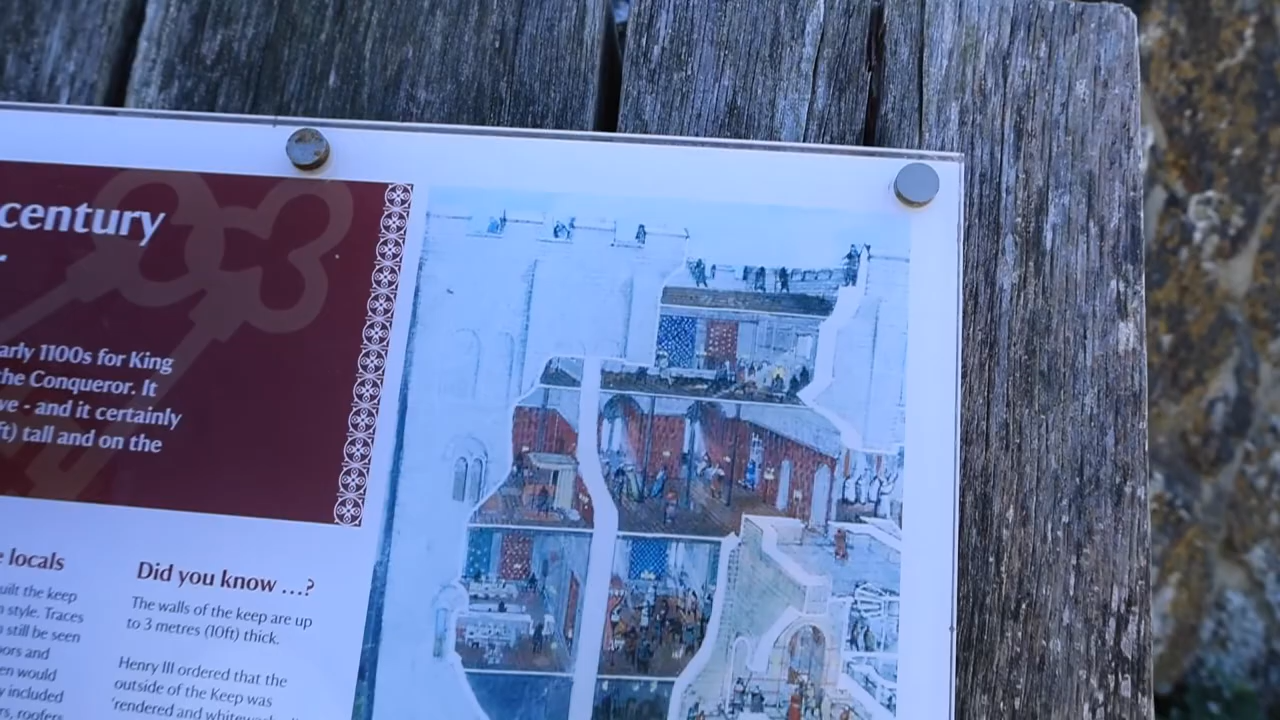 century
arly 1100s for King
the Conqueror. It
ve - and it certainly
ft) tall and on the
locals
uilt the keep
style. Traces
still be seen
oors and
en would
y included
rs, roofers
Did you know ...?
The walls of the keep are up
to 3 metres (10ft) thick.
Henry III ordered that the
outside of the Keep was
'rendered and